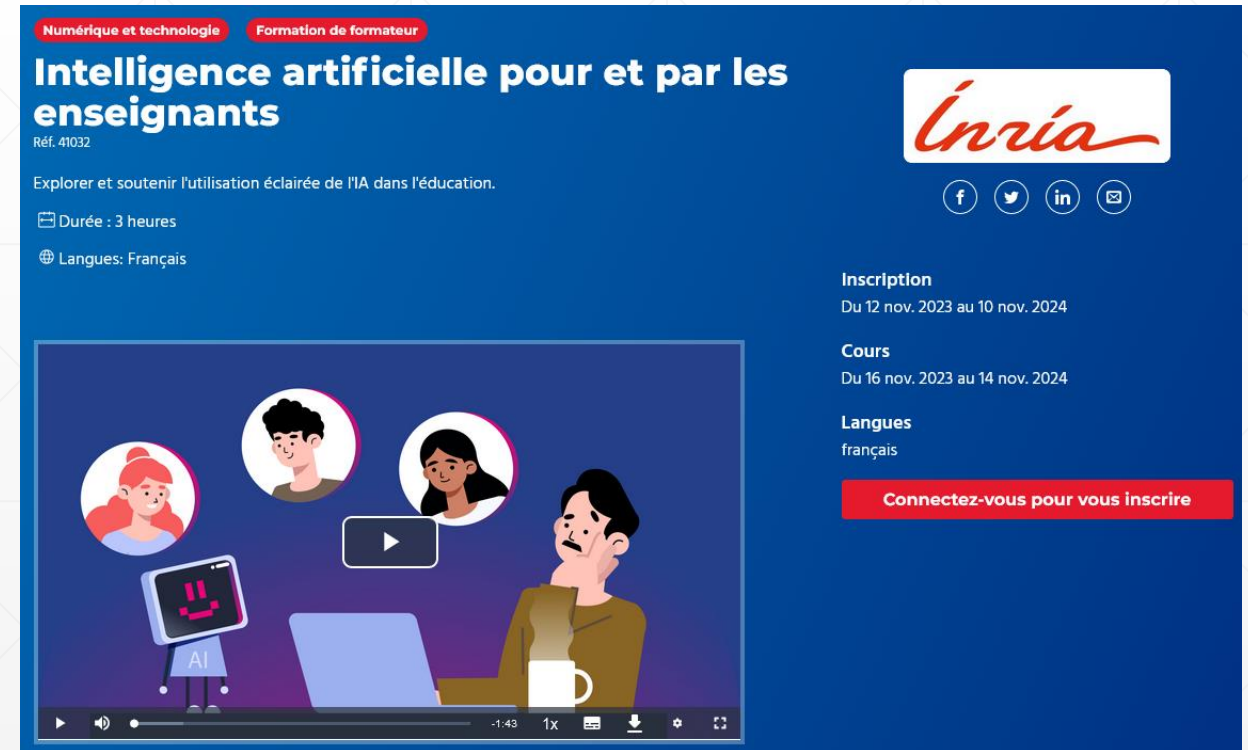 Numérique et technologie
Formation de formateur
Intelligence artificielle pour et par les
enseignants
Réf. 41032
Explorer et soutenir l'utilisation éclairée de l'IA dans l'éducation.
Durée : 3 heures
Langues: Français
AI
-1:43
1x
Inria
Inscription
Du 12 nov. 2023 au 10 nov. 2024
Cours
Du 16 nov. 2023 au 14 nov. 2024
Langues
français
Connectez-vous pour vous inscrire